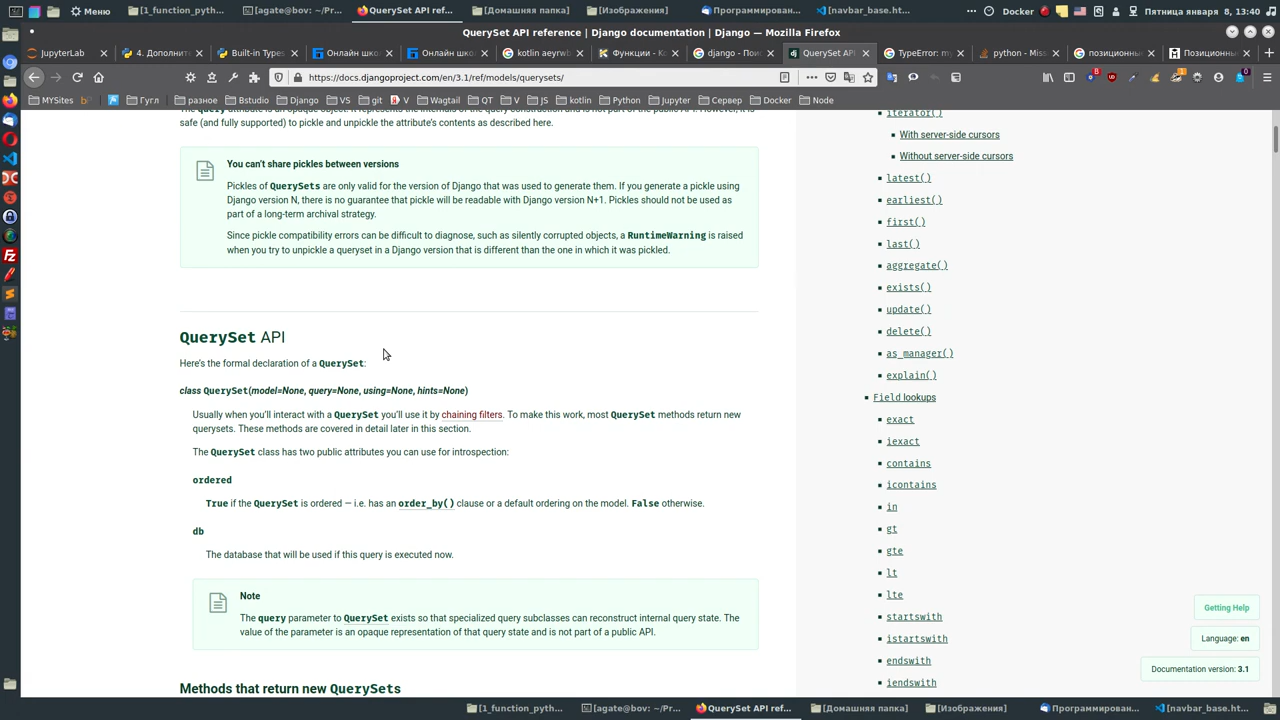 Меню
[1_function_pyth...
[agate@bov: ~/Pr...
QuerySet API ref...
[Домашняя папка]
[Изображения]
Программирован...
[navbar_base.ht...
Docker
Пятница января 8, 13:40
QuerySet API reference | Django documentation | Django — Mozilla Firefox
JupyterLab
4. Дополните
Built-in Types
Онлайн школ
Онлайн шко
kotlin aeyrwb
Функции - Ко
django - Пои
QuerySet API
TypeError: my
python - Miss
позиционны
Позиционны
https://docs.djangoproject.com/en/3.1/ref/models/querysets/
MYSites
Гугл
разное
Bstudio
Django
VS
git
Я
V
Wagtail
QT
V
JS
kotlin
Python
Jupyter
Сервер
Docker
Node
safe (and fully supported) to pickle and unpickle the attribute's contents as described here.
You can't share pickles between versions
Pickles of QuerySets are only valid for the version of Django that was used to generate them. If you generate a pickle using
Django version N, there is no guarantee that pickle will be readable with Django version N+1. Pickles should not be used as
part of a long-term archival strategy.
Since pickle compatibility errors can be difficult to diagnose, such as silently corrupted objects, a RuntimeWarning is raised
when you try to unpickle a queryset in a Django version that is different than the one in which it was pickled.
QuerySet API
Here's the formal declaration of a QuerySet:
class QuerySet(model=None, query=None, using=None, hints=None)
Usually when you'll interact with a QuerySet you'll use it by chaining filters. To make this work, most QuerySet methods return new
querysets. These methods are covered in detail later in this section.
The QuerySet class has two public attributes you can use for introspection:
ordered
True if the QuerySet is ordered — i.e. has an order_by() clause or a default ordering on the model. False otherwise.
db
The database that will be used if this query is executed now.
Note
The query parameter to QuerySet exists so that specialized query subclasses can reconstruct internal query state. The
value of the parameter is an opaque representation of that query state and is not part of a public API.
Methods that return new QuerySets
iterator()
With server-side cursors
Without server-side cursors
latest()
earliest()
first()
last()
aggregate()
exists()
update()
delete()
as_manager()
explain()
Field lookups
exact
iexact
contains
icontains
in
gt
gte
lt
lte
startswith
istartswith
endswith
iendswith
Getting Help
Language: en
Documentation version: 3.1
[1_function_pyth...
[agate@bov: ~/Pr...
QuerySet API ref...
[Домашняя папка]
[Изображения]
Программирован...
[navbar_base.ht...